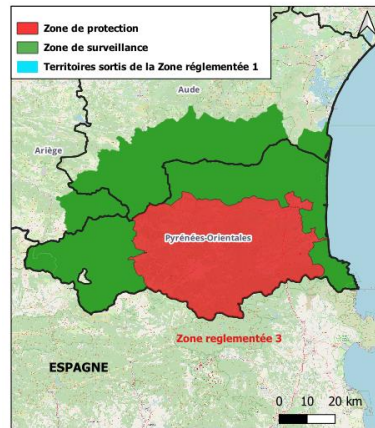 Zone de protection
Zone de surveillance
Territoires sortis de la Zone réglementée 1
Aude
Ariège
Pyrénées-Orientales
Zone reglementée 3
ESPAGNE
0 10 20 km